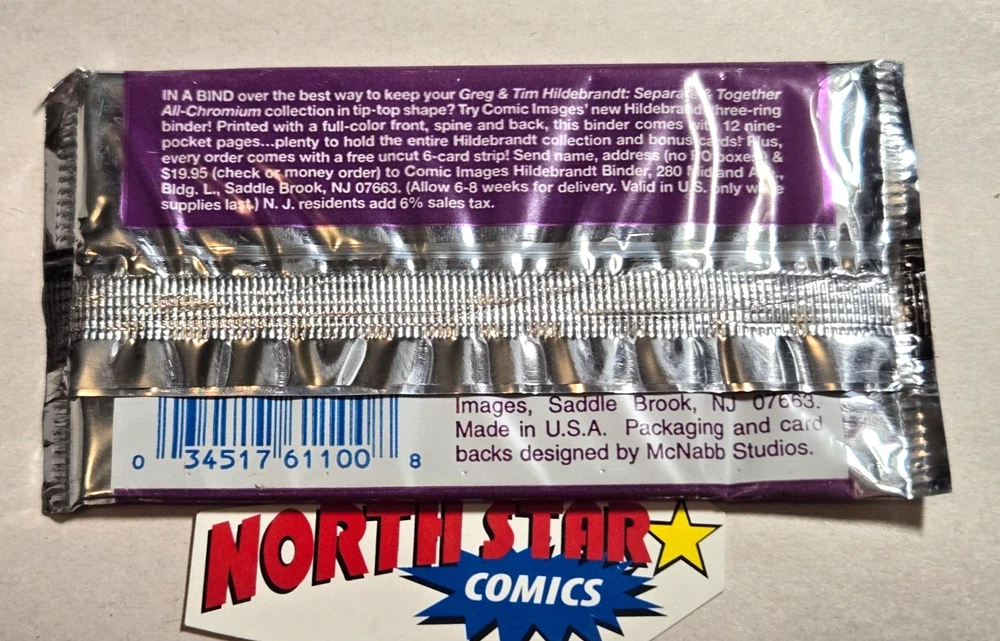 IN A BIND over the best way to keep your Greg & Tim Hildebrandt: Separate & Together
All-Chromium collection in tip-top shape? Try Comic Images' new Hildebrandt three-ring
binder! Printed with a full-color front, spine and back, this binder comes with 12 nine-
pocket pages...plenty to hold the entire Hildebrandt collection and bonus cards! Plus,
every order comes with a free uncut 6-card strip! Send name, address (no PO boxes) &
$19.95 (check or money order) to Comic Images Hildebrandt Binder, 280 Midland
Bldg. L., Saddle Brook, NJ 07663. (Allow 6-8 weeks for delivery. Valid in U.S. only while
supplies last.) N. J. residents add 6% sales tax.
Images, Saddle Brook, NJ 07663.
Made in U.S.A. Packaging and card
backs designed by McNabb Studios.
0 34517 61100 8
NORTH STAR
COMICS